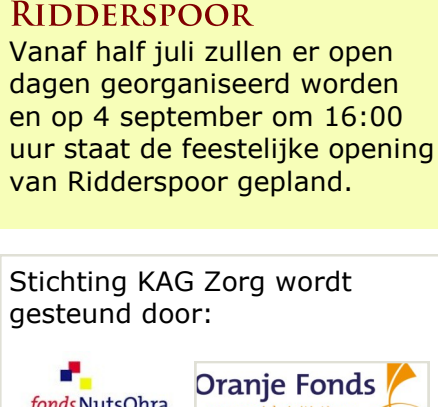 RIDDERSPOOR
Vanaf half juli zullen er open
dagen georganiseerd worden
en op 4 september om 16:00
uur staat de feestelijke opening
van Ridderspoor gepland.
Stichting KAG Zorg wordt
gesteund door:
Oranje Fonds
fondsNutsOhra